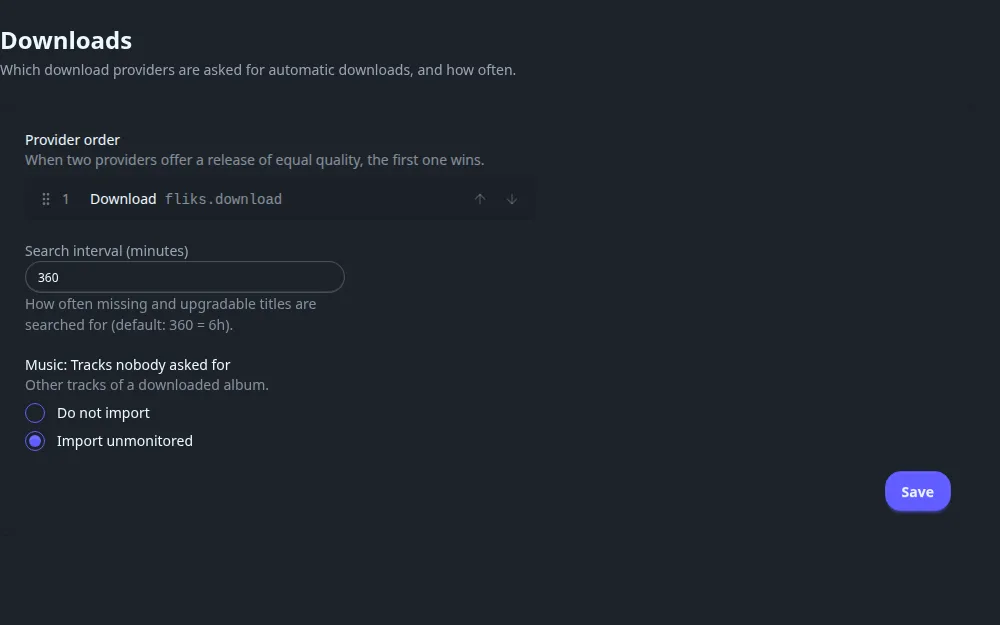 Downloads
Which download providers are asked for automatic downloads, and how often.
Provider order
When two providers offer a release of equal quality, the first one wins.
1 Download fliks.download
Search interval (minutes)
360
How often missing and upgradable titles are
searched for (default: 360 = 6h).
Music: Tracks nobody asked for
Other tracks of a downloaded album.
Do not import
Import unmonitored
Save